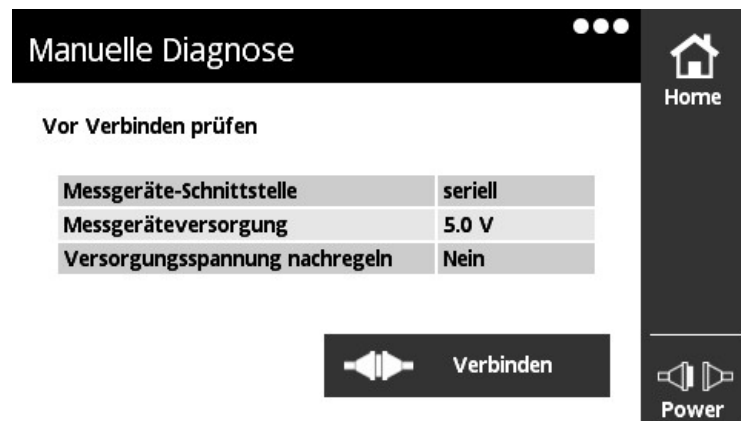 Manuelle Diagnose
Home
Vor Verbinden prüfen
Messgeräte-Schnittstelle seriell
Messgeräteversorgung 5.0 V
Versorgungsspannung nachregeln Nein
Verbinden
Power